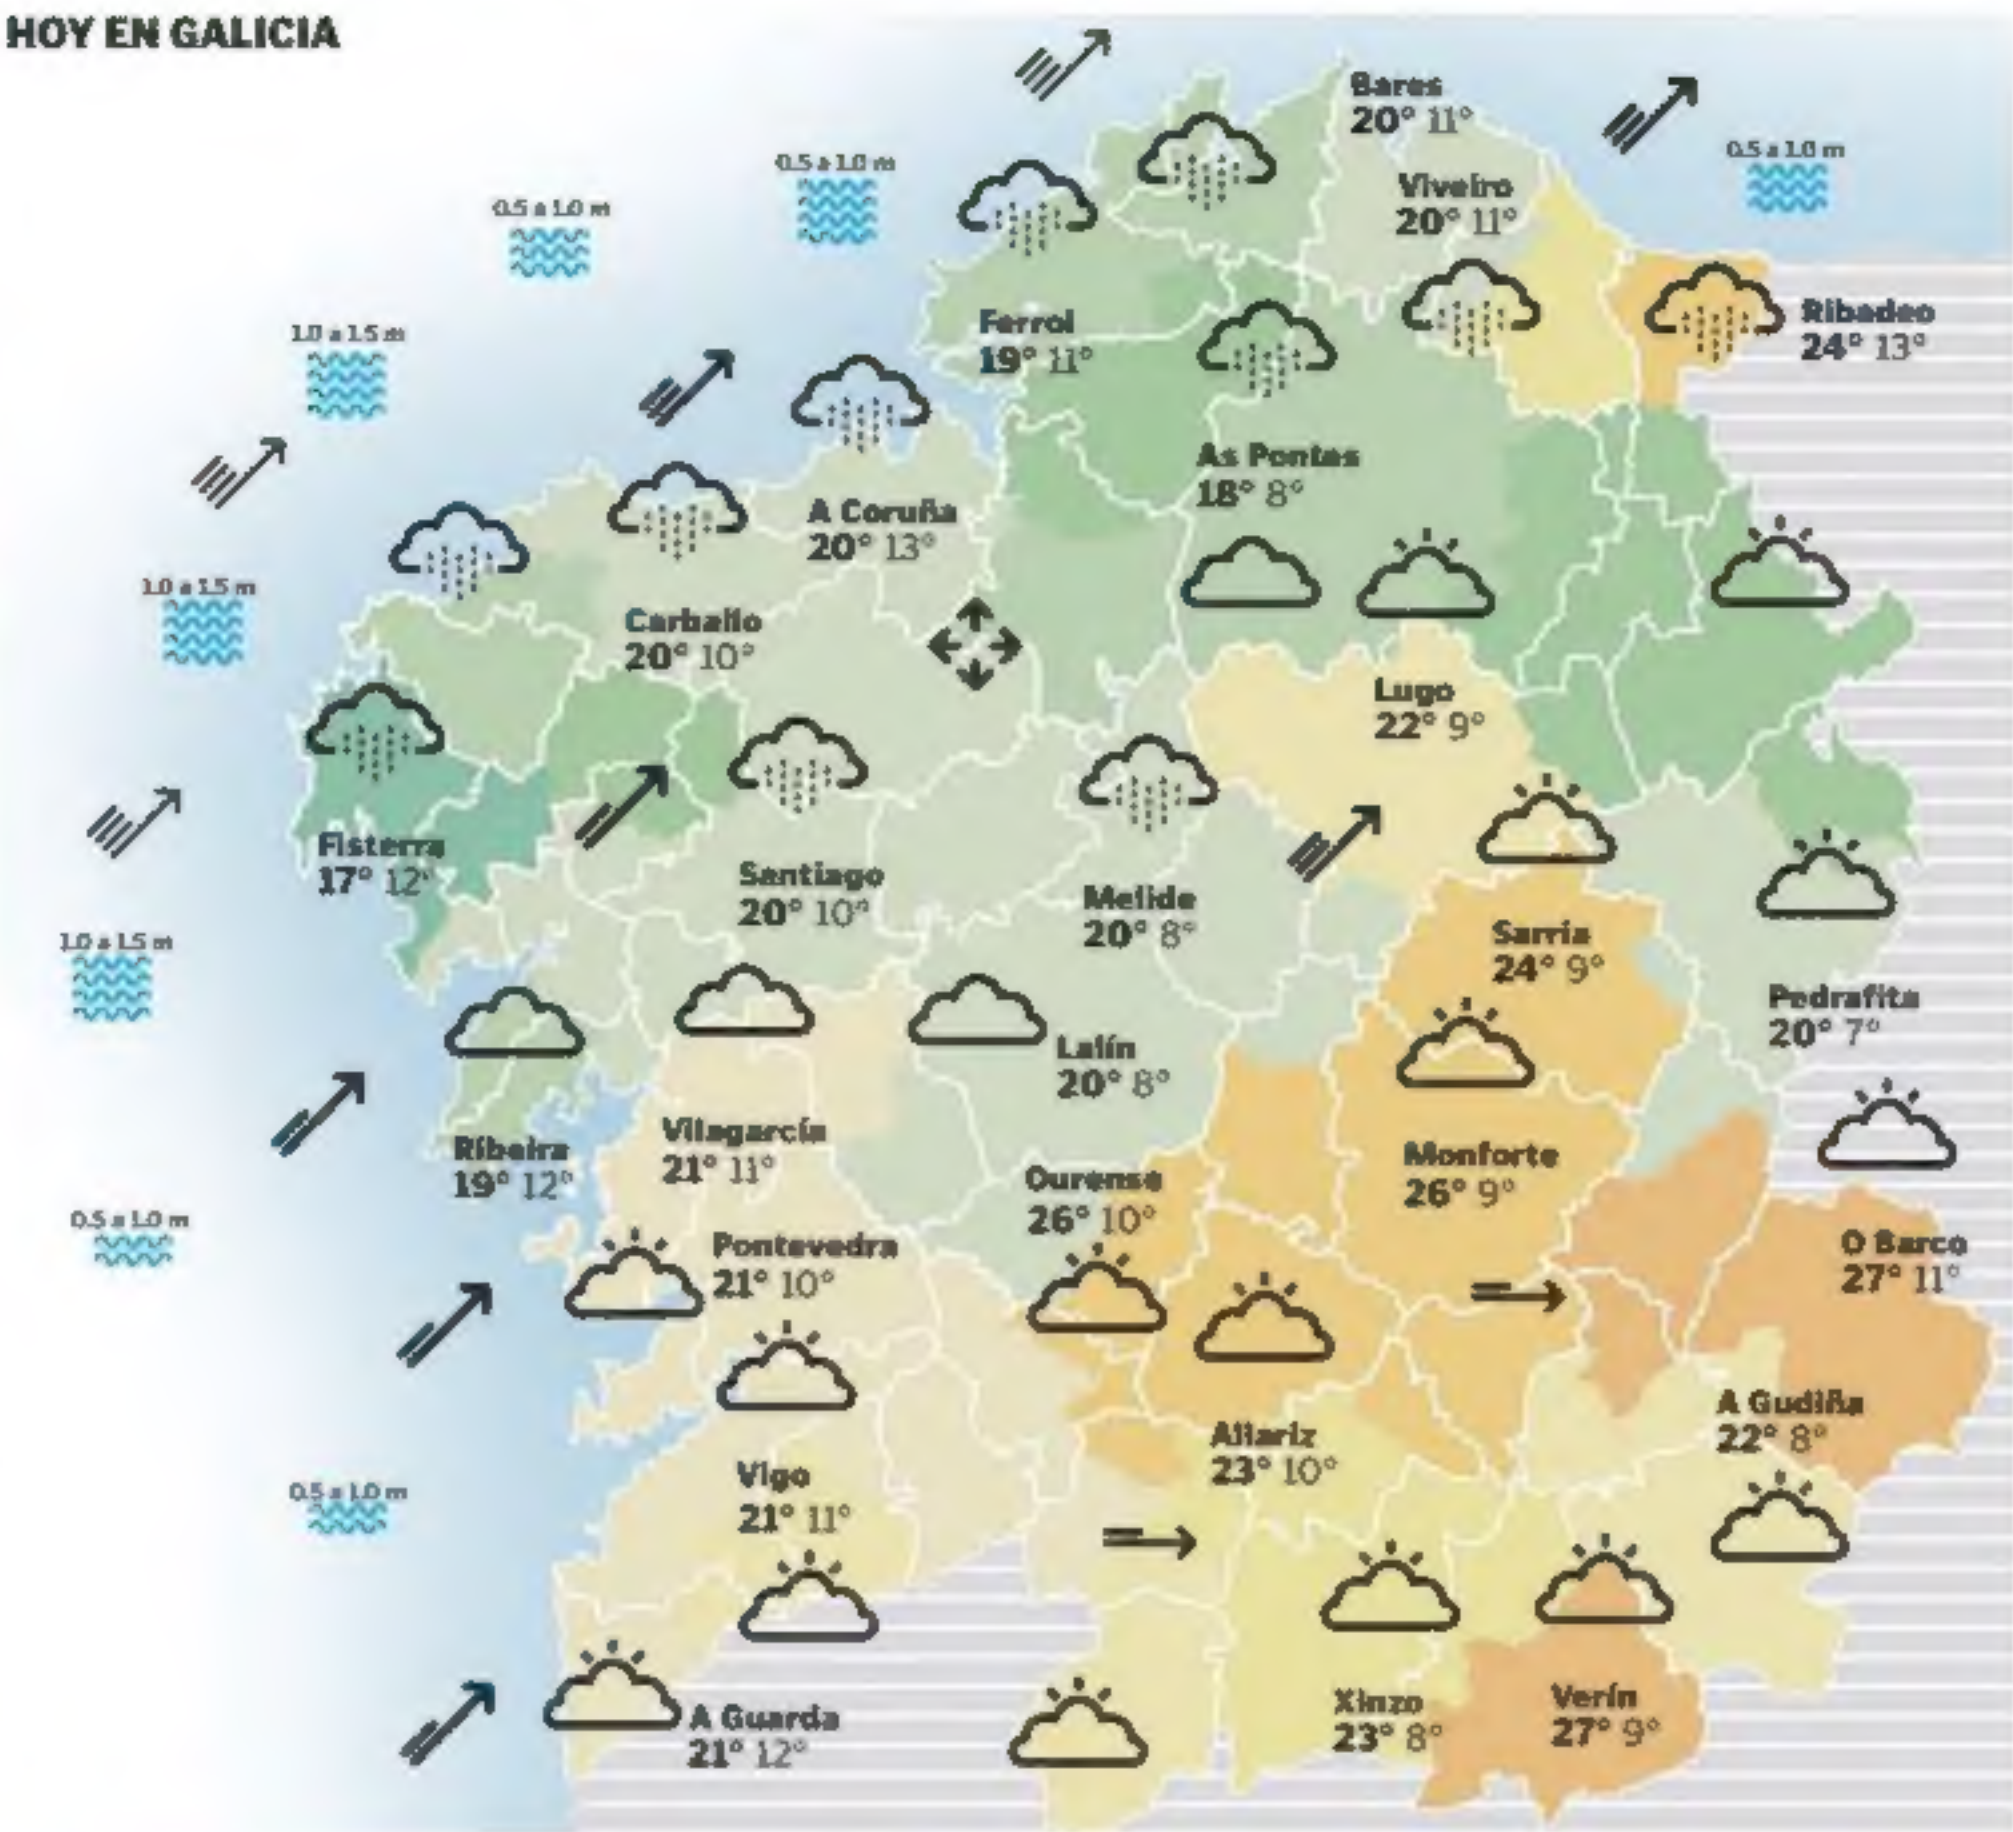 HOY EN GALICIA
Bares
20° 11°
0.5 a 1.0 m
0.5 a 1.0 m
Viveiro
20° 11°
0.5 a 1.0 m
Ribadeo
24° 13°
Ferrol
19° 11°
1.0 a 1.5 m
As Pontes
18° 8°
A Coruña
20° 13°
1.0 a 1.5 m
Carballo
20° 10°
Lugo
22° 9°
Fisterra
17° 12°
Santiago
20° 10°
Melide
20° 8°
Sarria
24° 9°
1.0 a 1.5 m
Pedrafita
20° 7°
Lalín
20° 8°
Vilagarcía
21° 11°
Ribeira
19° 12°
Monforte
26° 9°
Ourense
26° 10°
0.5 a 1.0 m
Pontevedra
21° 10°
O Barco
27° 11°
A Gudiña
22° 8°
Allariz
23° 10°
Vigo
21° 11°
0.5 a 1.0 m
A Guarda
21° 12°
Xinzo
23° 8°
Verín
27° 9°